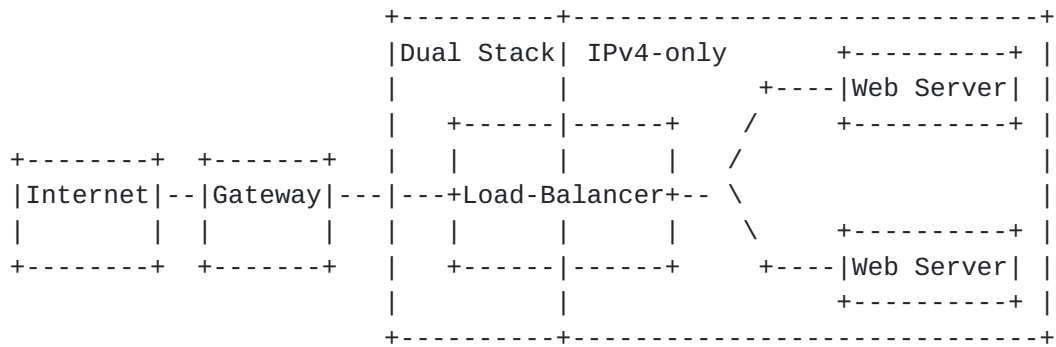 Dual Stack IPv4-only
Web Server
Internet Gateway Load-Balancer
Web Server